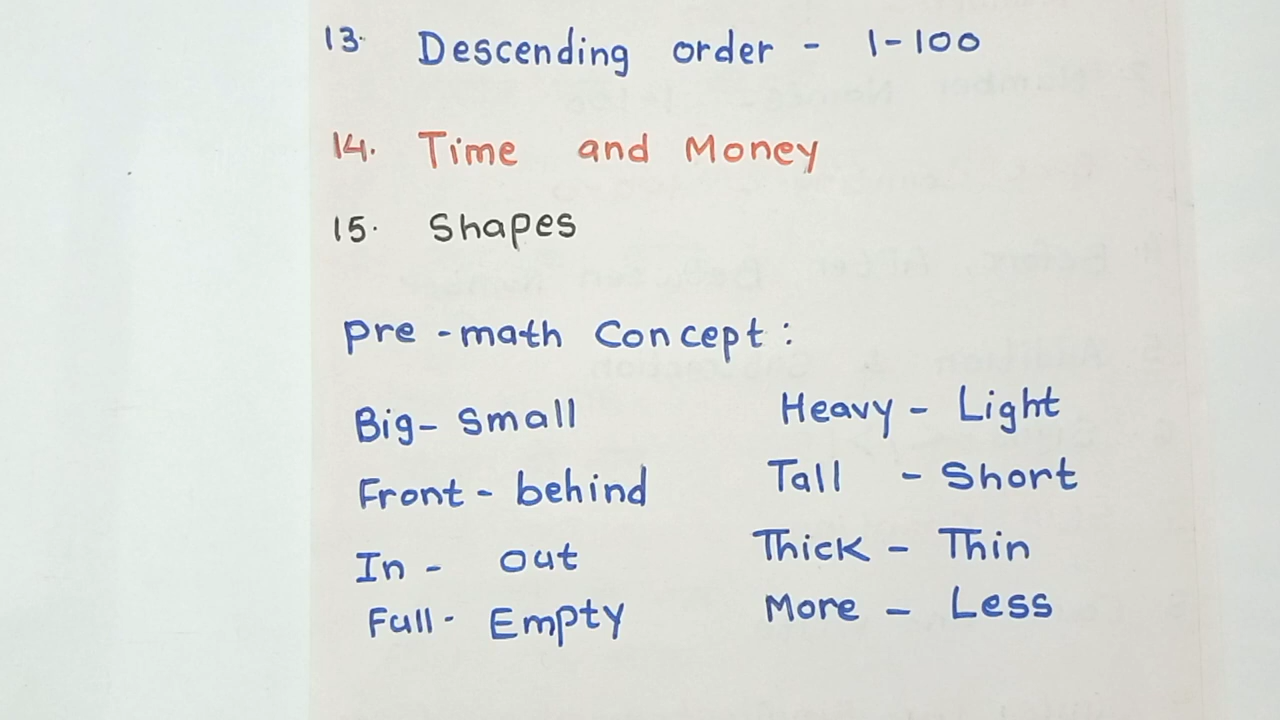 13. Descending order - 1-100
14. Time and Money
15. Shapes
Pre-math Concept:
Big- Small
Front- behind
In- Out
Full- Empty
Heavy- Light
Tall - Short
Thick - Thin
More - Less